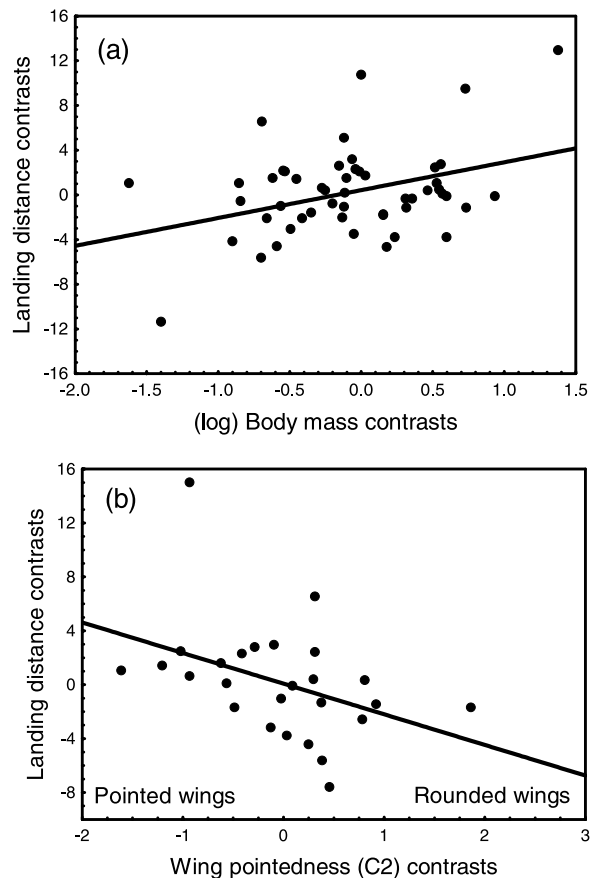 (a)
Landing distance contrasts
16
12
8
4
0
-4
-8
-12
16
-2.0 -1.5 -1.0 -0.5 0.0 0.5 1.0 1.5
(log) Body mass contrasts
(b)
Landing distance contrasts
16
12
8
4
0
-4
-8
Pointed wings Rounded wings
-2 -1 0 1 2 3
Wing pointedness (C2) contrasts